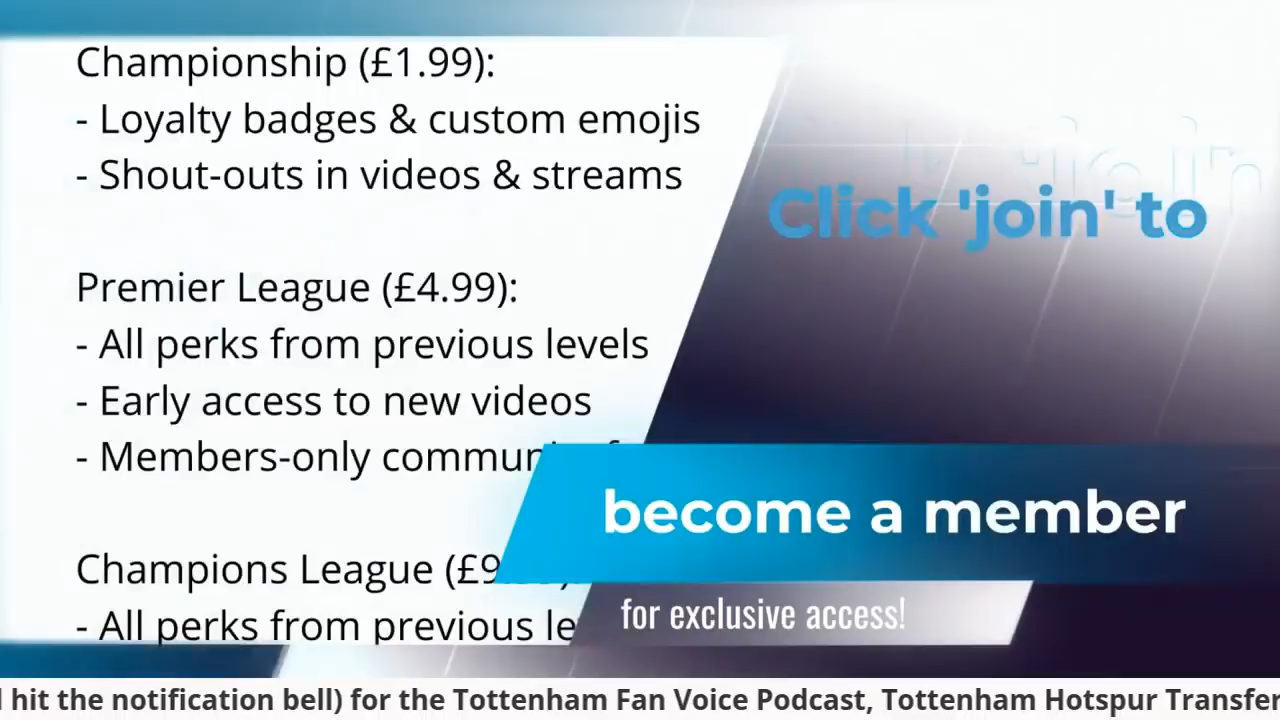 Championship (£1.99):
- Loyalty badges & custom emojis
- Shout-outs in videos & streams
Premier League (£4.99):
- All perks from previous levels
- Early access to new videos
- Members-only
Champions League
- All perks from previous
Click 'join' to
become a member
for exclusive access!
hit the notification bell) for the Tottenham Fan Voice Podcast, Tottenham Hotspur